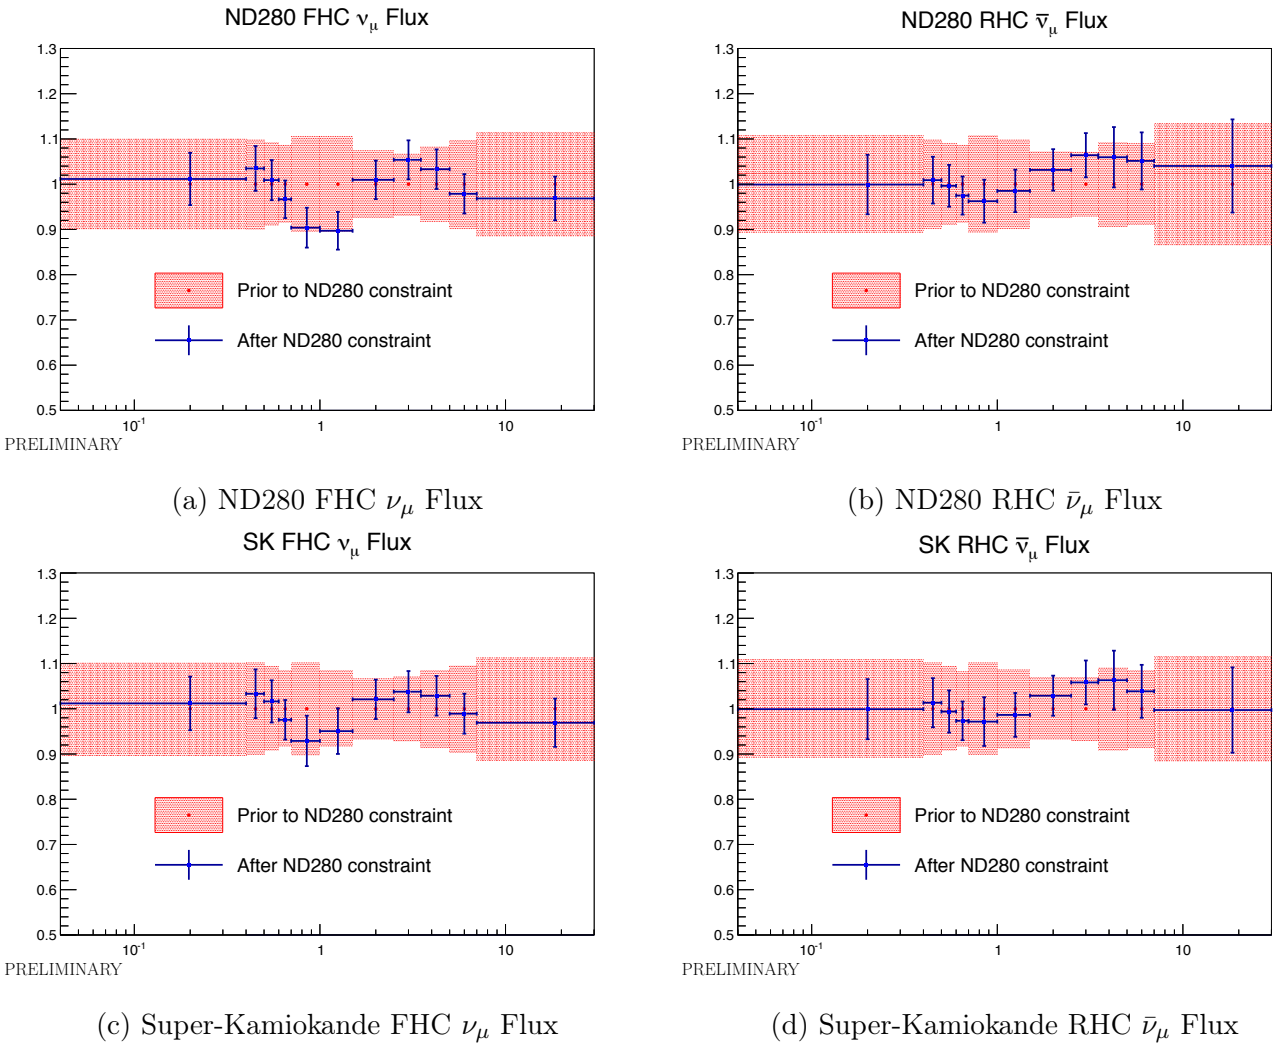 ND280 FHC νμ Flux
1.3
1.2
1.1
1
0.9
0.8
0.7
0.6
0.5
Prior to ND280 constraint
After ND280 constraint
10-1 1 10
PRELIMINARY
(a) ND280 FHC νμ Flux
ND280 RHC ν̄μ Flux
1.3
1.2
1.1
1
0.9
0.8
0.7
0.6
0.5
Prior to ND280 constraint
After ND280 constraint
10-1 1 10
PRELIMINARY
(b) ND280 RHC ν̄μ Flux
SK FHC νμ Flux
1.3
1.2
1.1
1
0.9
0.8
0.7
0.6
0.5
Prior to ND280 constraint
After ND280 constraint
10-1 1 10
PRELIMINARY
(c) Super-Kamiokande FHC νμ Flux
SK RHC ν̄μ Flux
1.3
1.2
1.1
1
0.9
0.8
0.7
0.6
0.5
Prior to ND280 constraint
After ND280 constraint
10-1 1 10
PRELIMINARY
(d) Super-Kamiokande RHC ν̄μ Flux